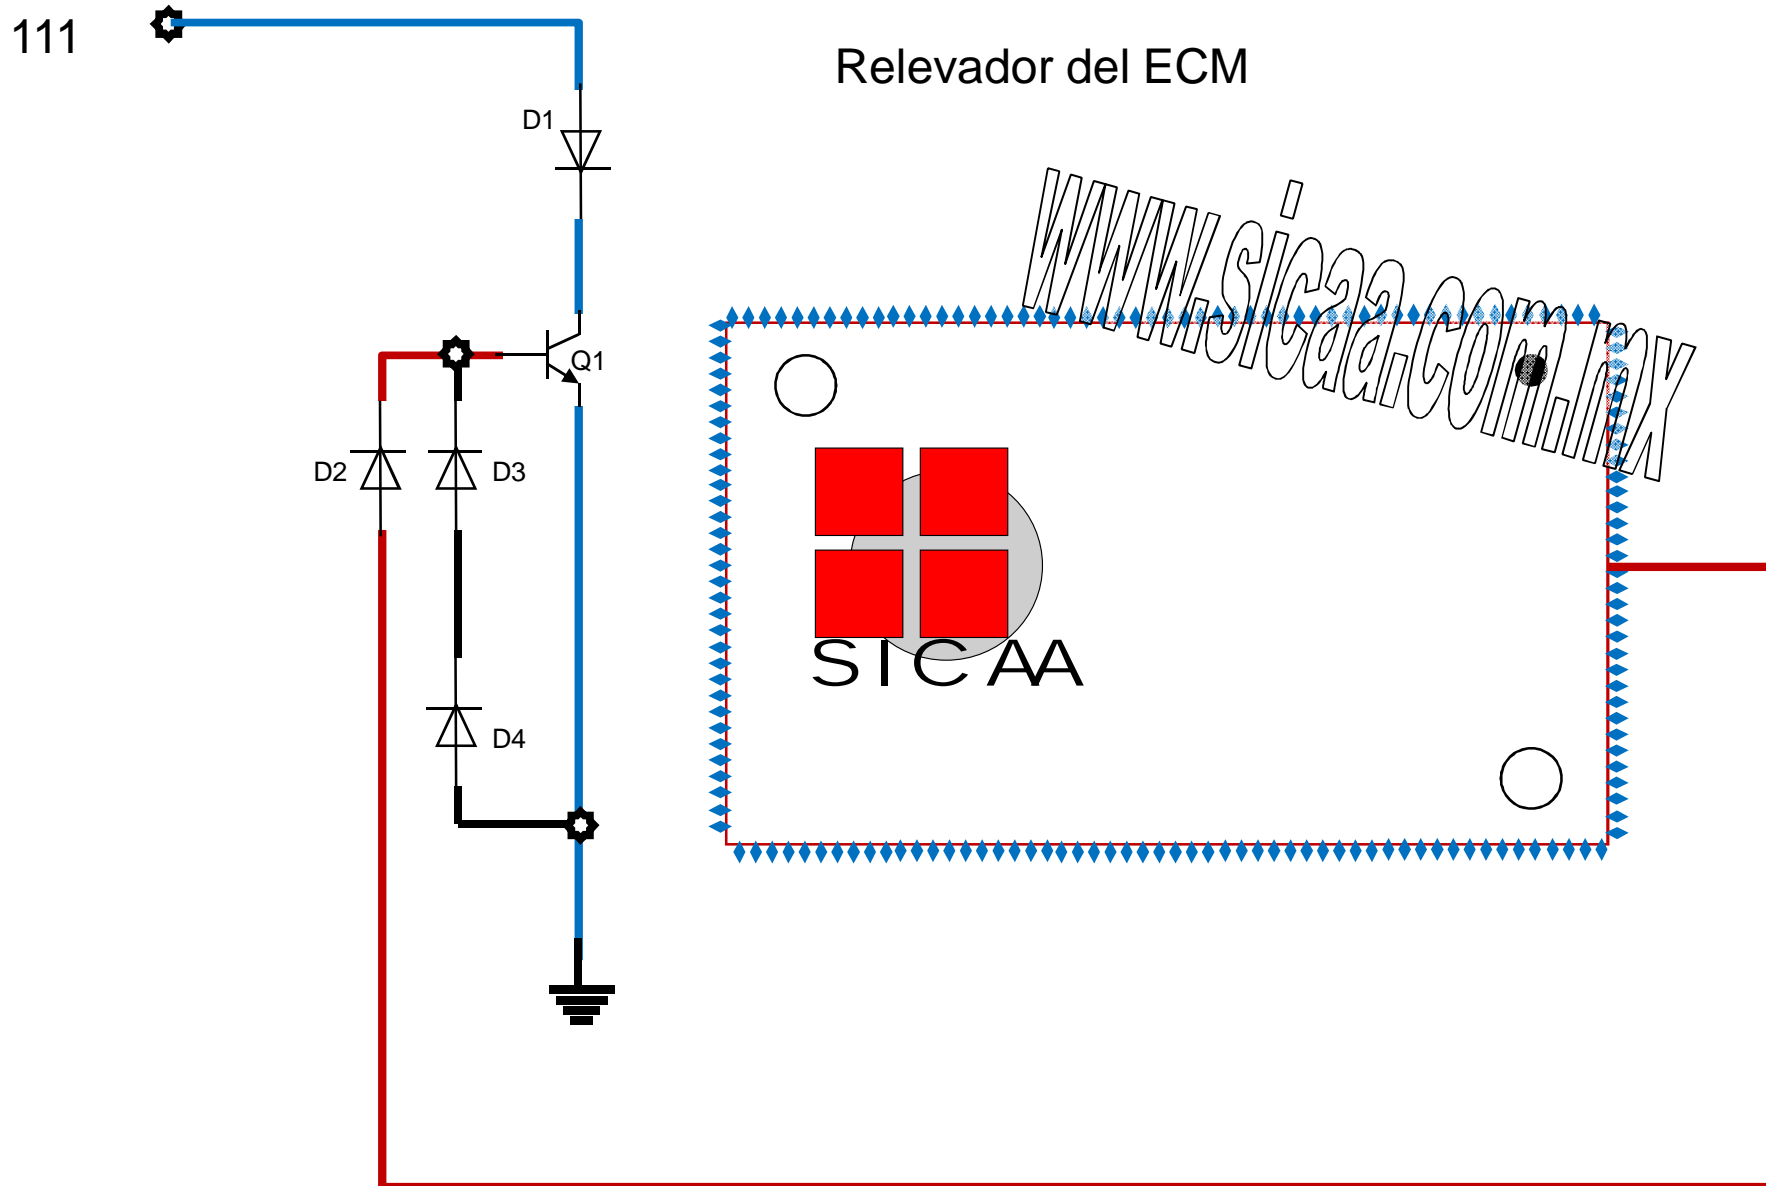 111
Relevador del ECM
D1
www.sicaa.com.mx
Q1
D2
D3
SICAA
D4